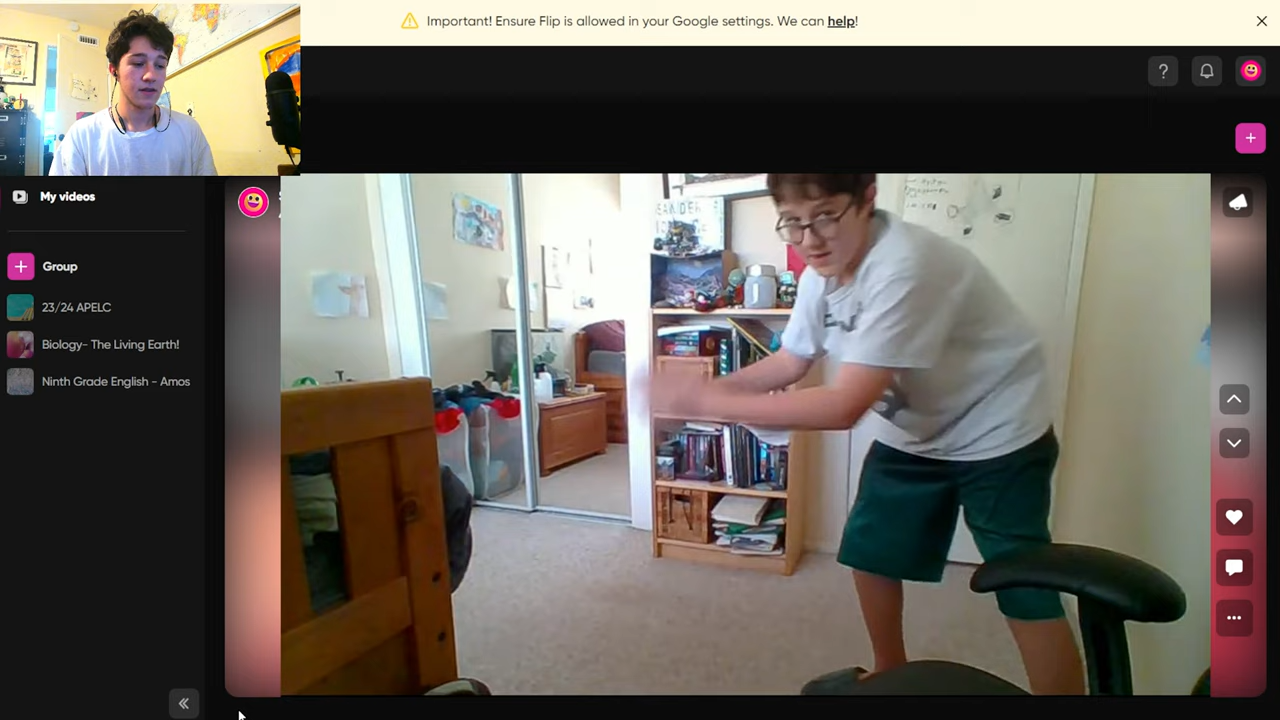 Important! Ensure Flip is allowed in your Google settings. We can help!
My videos
Group
23/24 APELC
Biology- The Living Earth!
Ninth Grade English - Amos